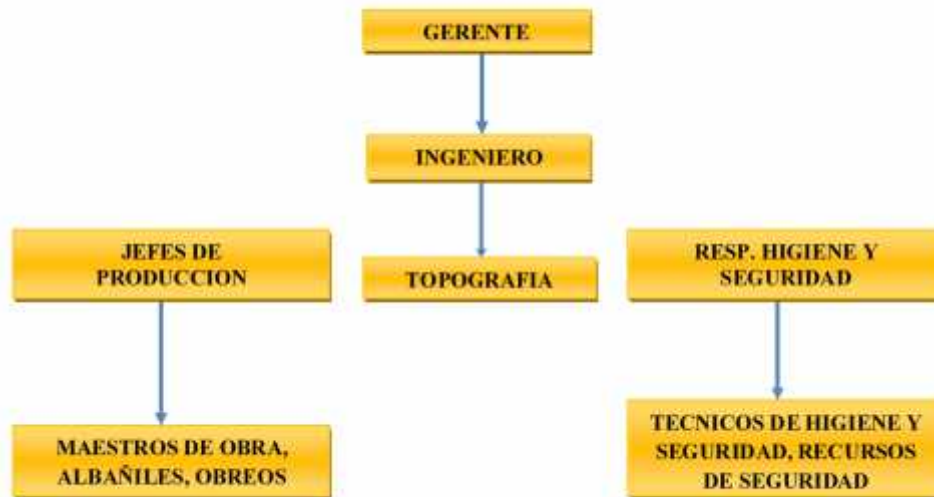 GERENTE
INGENIERO
JEFES DE
PRODUCCION
TOPOGRAFIA
RESP. HIGIENE Y
SEGURIDAD
MAESTROS DE OBRA,
ALBAÑILES, OBREOS
TECNICOS DE HIGIENE Y
SEGURIDAD, RECURSOS
DE SEGURIDAD